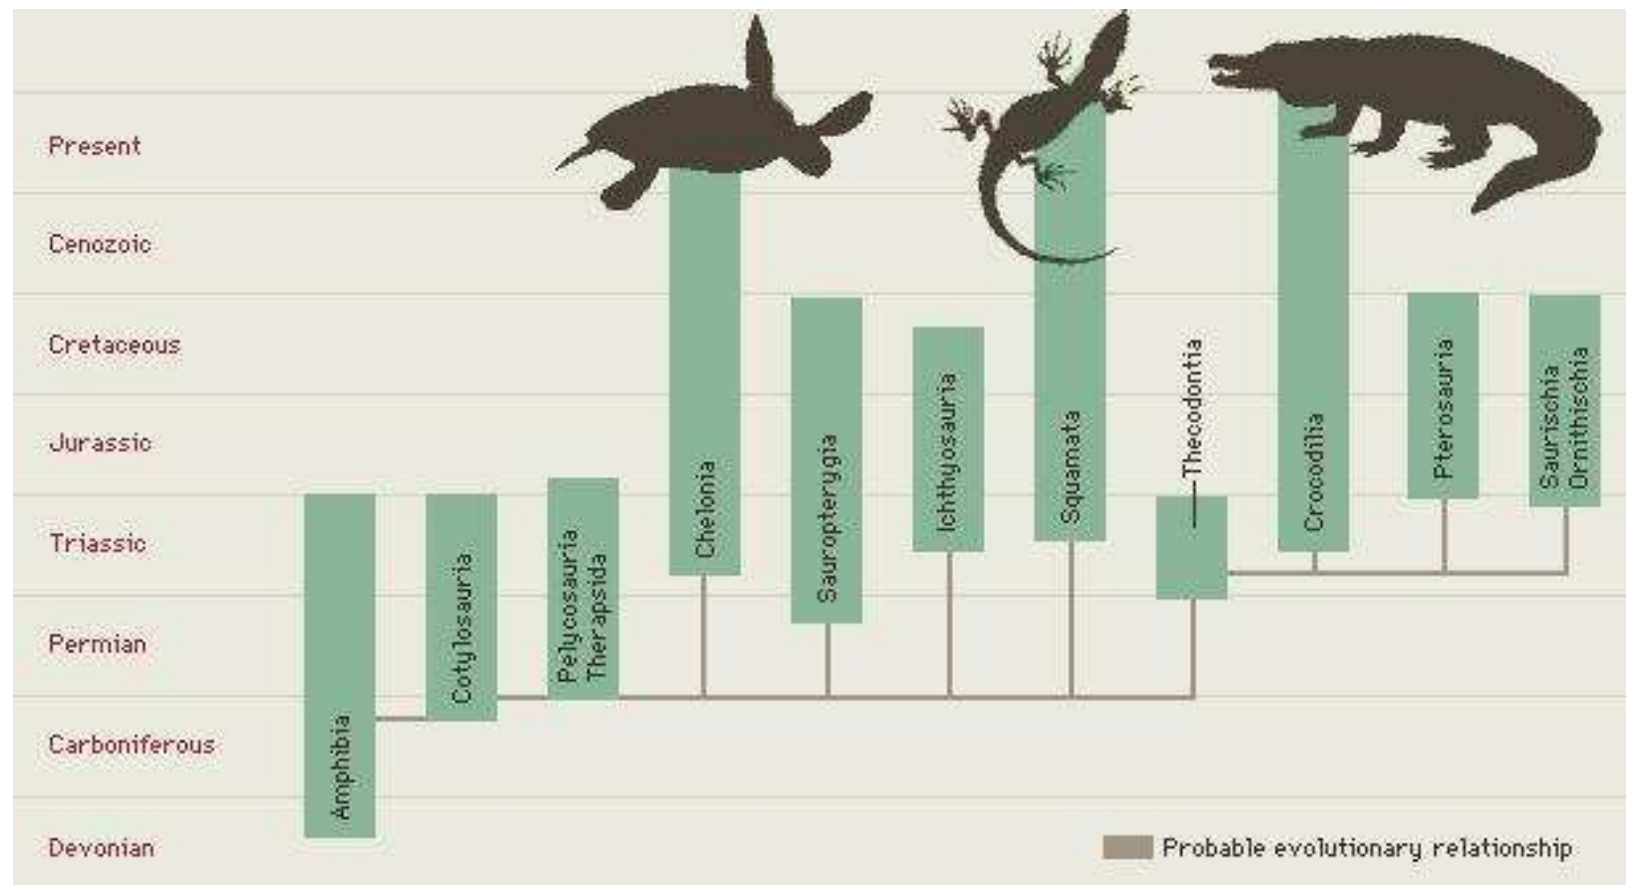 Present
Cenozoic
Cretaceous
Jurassic
Triassic
Permian
Carboniferous
Devonian
Amphibia
Cotylosauria
Pelycosauria
Therapsida
Chelonia
Sauropterygia
Ichthyosauria
Squamata
Thecodontia
Crocodilia
Pterosauria
Saurischia
Ornithischia
Probable evolutionary relationship